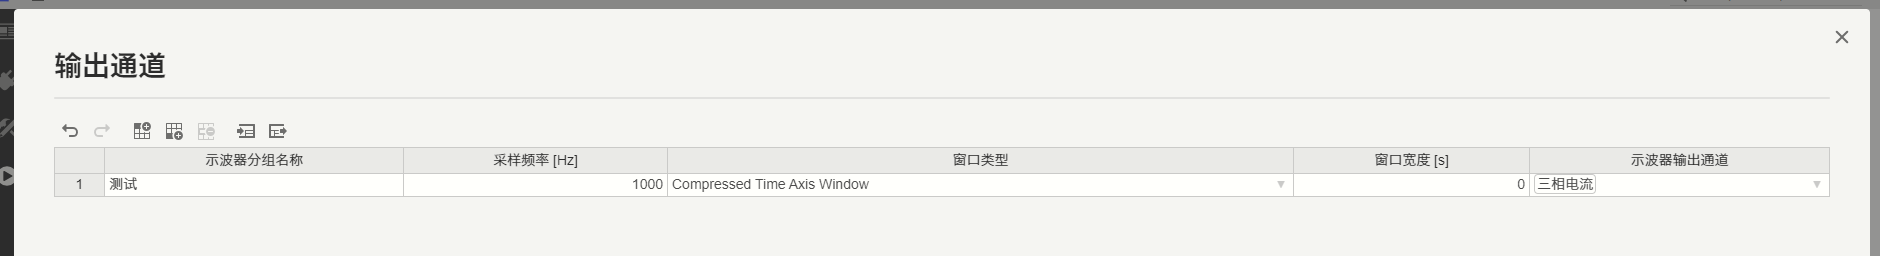 输出通道
示波器分组名称 采样频率 [Hz] 窗口类型 窗口宽度 [s] 示波器输出通道
1 测试 1000 Compressed Time Axis Window 0 三相电流